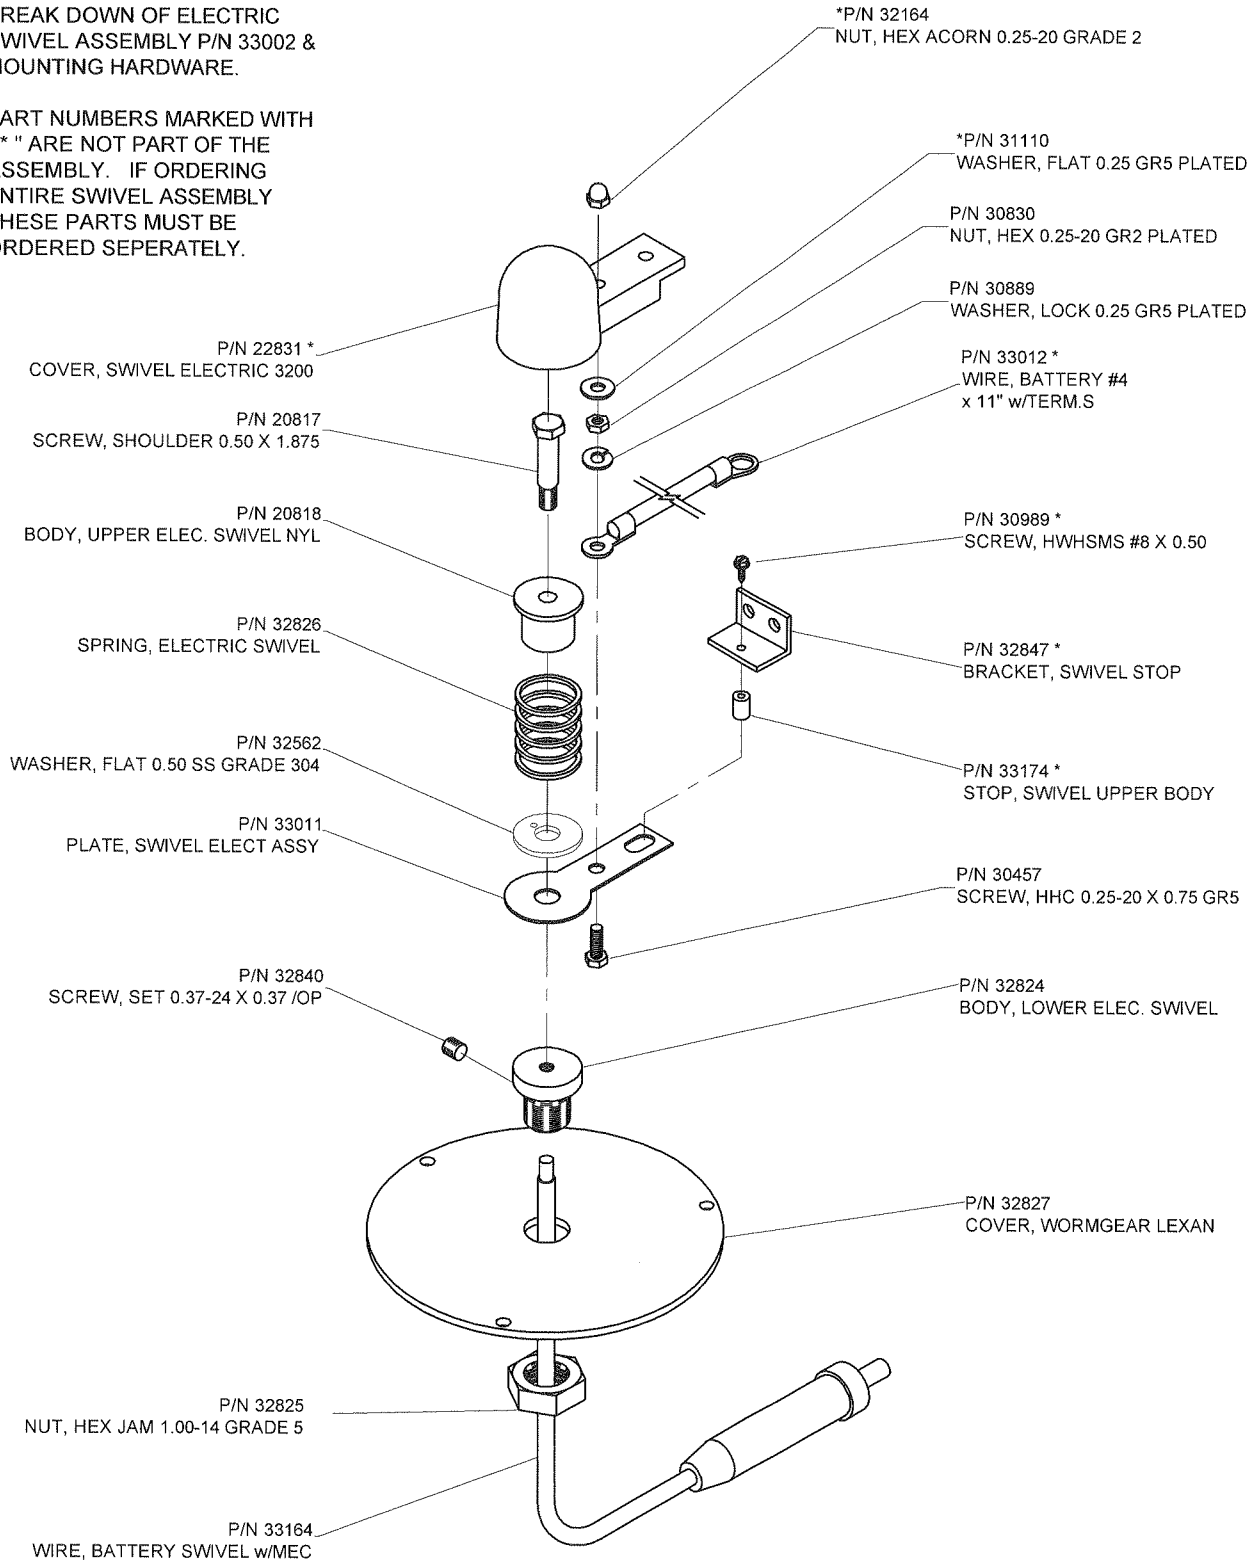 REAK DOWN OF ELECTRIC
WIVEL ASSEMBLY P/N 33002 &
OUNTING HARDWARE.
ART NUMBERS MARKED WITH
* " ARE NOT PART OF THE
SSEMBLY. IF ORDERING
NTIRE SWIVEL ASSEMBLY
HESE PARTS MUST BE
RDERED SEPERATELY.
*P/N 32164
NUT, HEX ACORN 0.25-20 GRADE 2
*P/N 31110
WASHER, FLAT 0.25 GR5 PLATED
P/N 30830
NUT, HEX 0.25-20 GR2 PLATED
P/N 30889
WASHER, LOCK 0.25 GR5 PLATED
P/N 22831 *
COVER, SWIVEL ELECTRIC 3200
P/N 33012 *
WIRE, BATTERY #4
x 11" w/TERM.S
P/N 20817
SCREW, SHOULDER 0.50 X 1.875
P/N 20818
BODY, UPPER ELEC. SWIVEL NYL
P/N 30989 *
SCREW, HWHSMS #8 X 0.50
P/N 32826
SPRING, ELECTRIC SWIVEL
P/N 32847 *
BRACKET, SWIVEL STOP
P/N 32562
WASHER, FLAT 0.50 SS GRADE 304
P/N 33174 *
STOP, SWIVEL UPPER BODY
P/N 33011
PLATE, SWIVEL ELECT ASSY
P/N 30457
SCREW, HHC 0.25-20 X 0.75 GR5
P/N 32840
SCREW, SET 0.37-24 X 0.37 /OP
P/N 32824
BODY, LOWER ELEC. SWIVEL
P/N 32827
COVER, WORMGEAR LEXAN
P/N 32825
NUT, HEX JAM 1.00-14 GRADE 5
P/N 33164
WIRE, BATTERY SWIVEL w/MEC